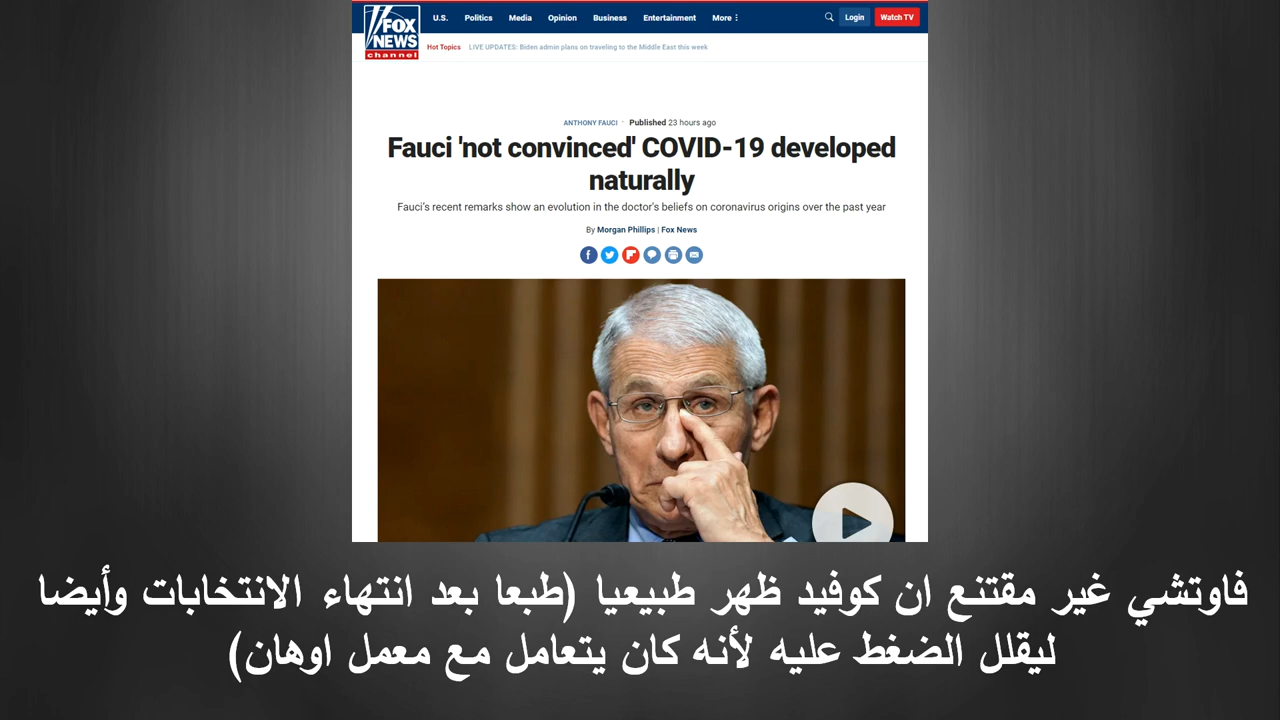 FOX
NEWS
channel
U.S. Politics Media Opinion Business Entertainment More
Login
Watch TV
Hot Topics LIVE UPDATES: Biden admin plans on traveling to the Middle East this week
ANTHONY FAUCI · Published 23 hours ago
Fauci 'not convinced' COVID-19 developed
naturally
Fauci's recent remarks show an evolution in the doctor's beliefs on coronavirus origins over the past year
By Morgan Phillips | Fox News
فاوتشي غير مقتنع ان كوفيد ظهر طبيعيا (طبعا بعد انتهاء الانتخابات وأيضا
ليقلل الضغط عليه لأنه كان يتعامل مع معمل اوهان)